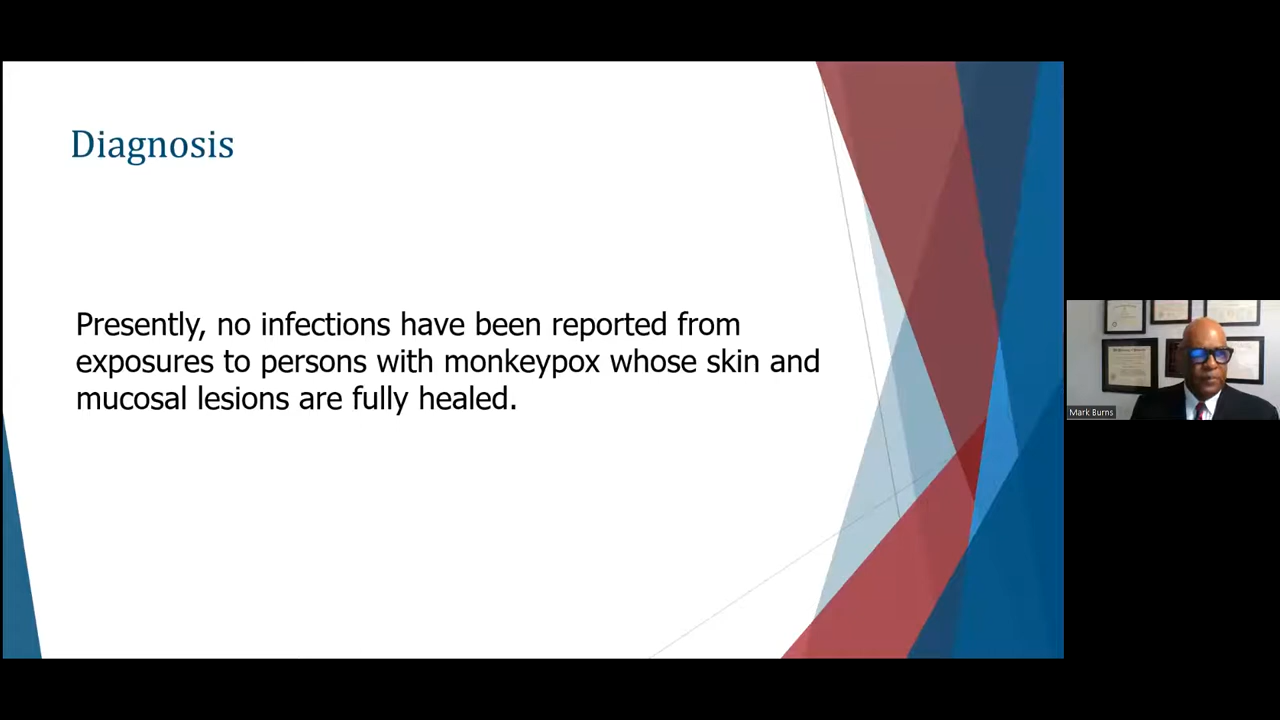 Diagnosis
Presently, no infections have been reported from
exposures to persons with monkeypox whose skin and
mucosal lesions are fully healed.
Mark Burns